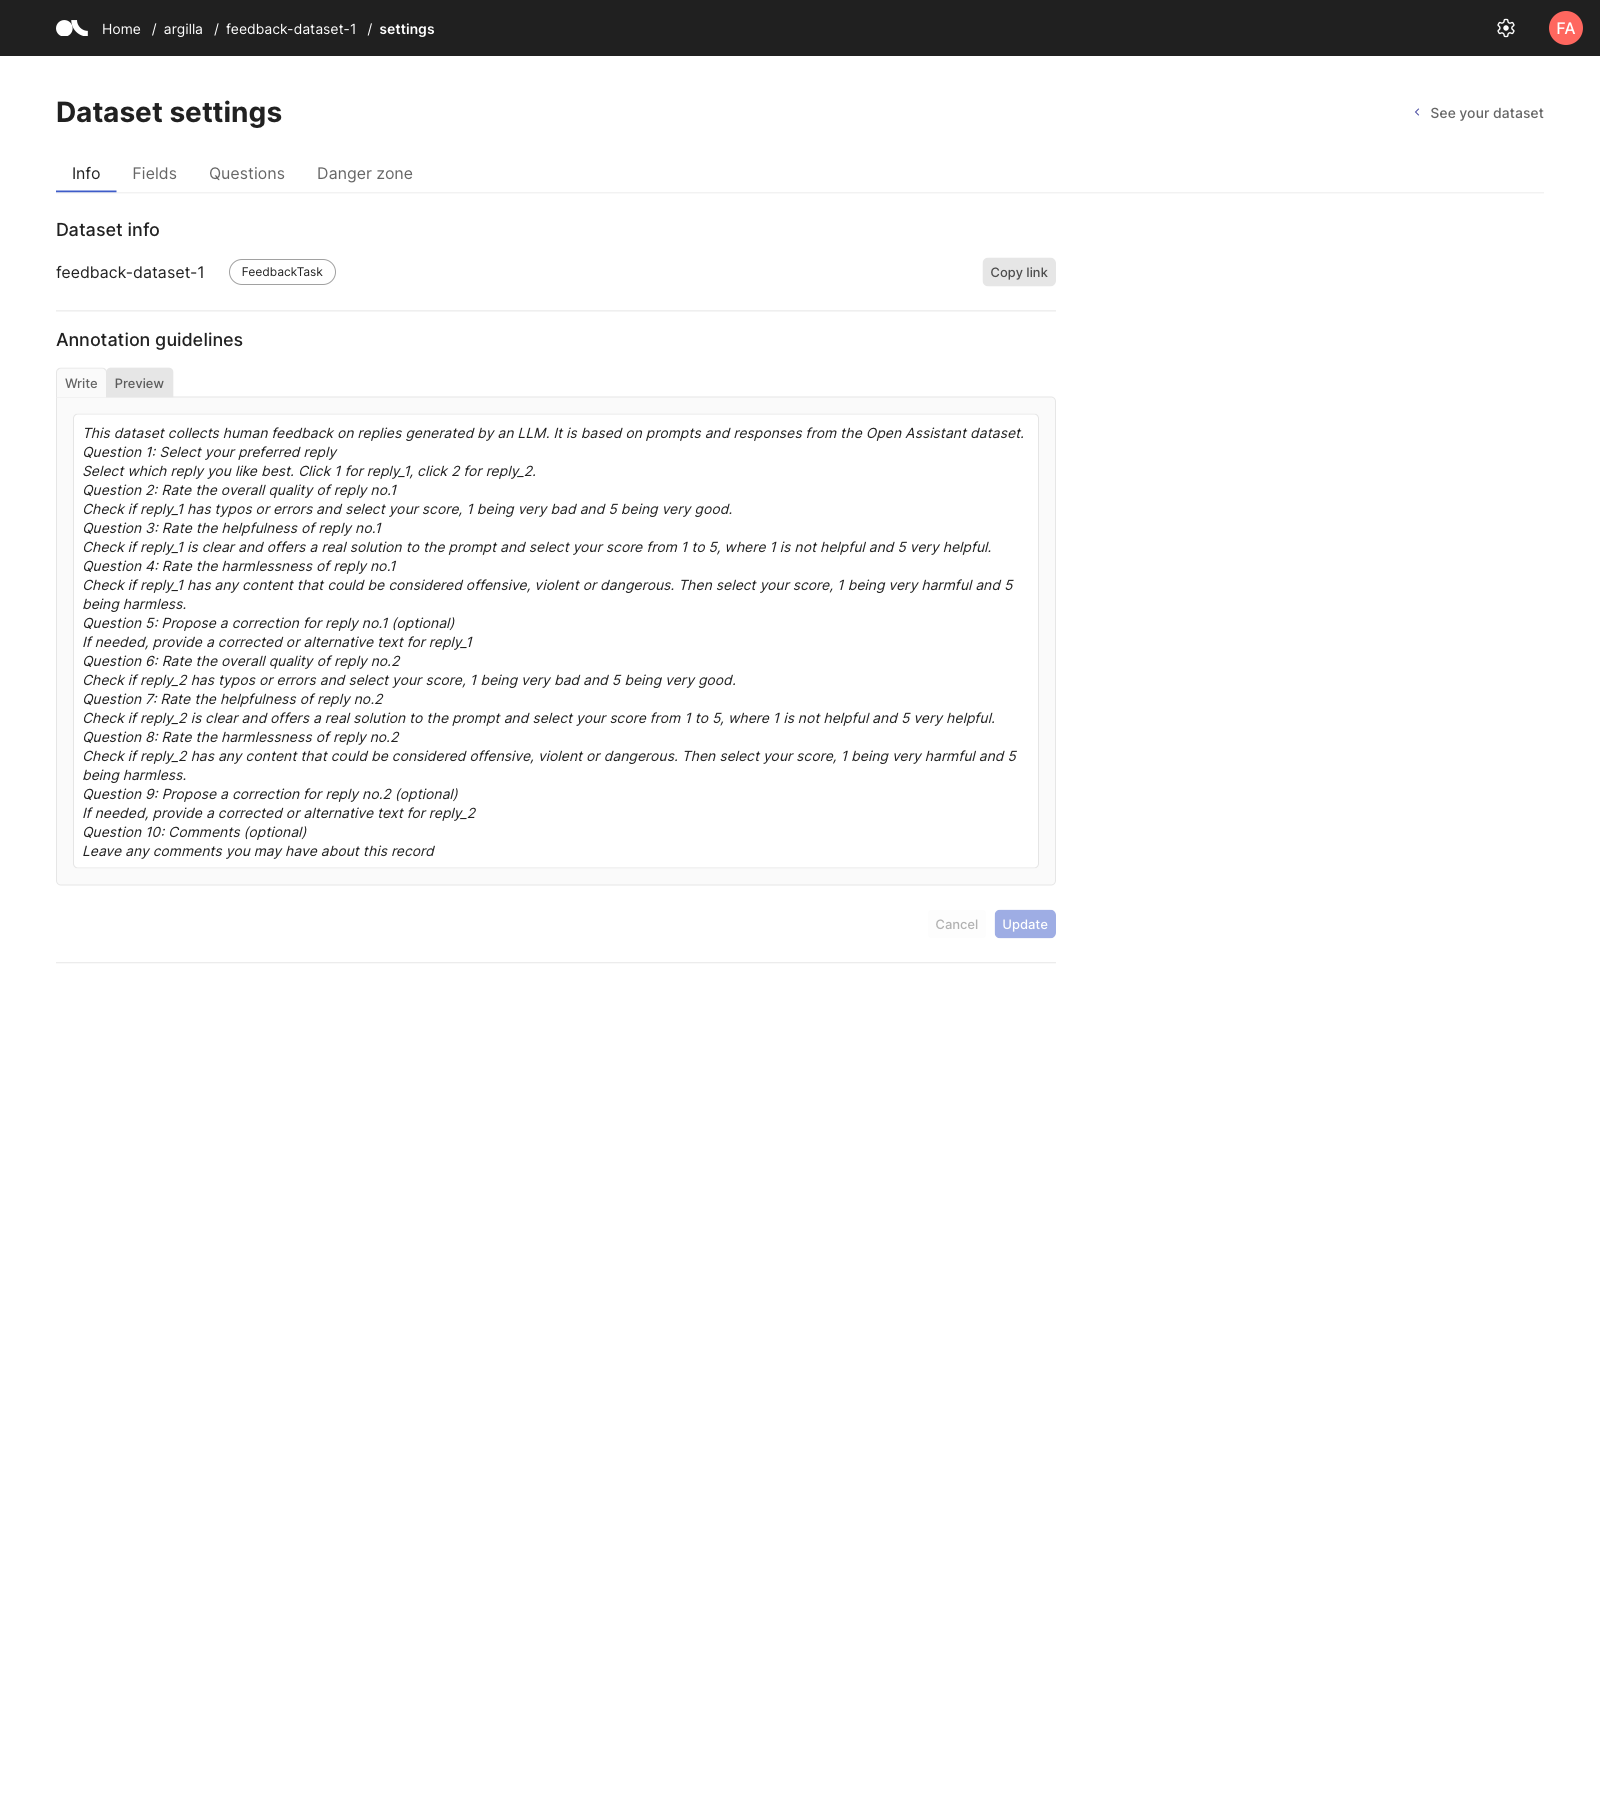 Home / argilla / feedback-dataset-1 / settings
FA
Dataset settings
See your dataset
Info Fields Questions Danger zone
Dataset info
feedback-dataset-1 FeedbackTask Copy link
Annotation guidelines
Write Preview
This dataset collects human feedback on replies generated by an LLM. It is based on prompts and responses from the Open Assistant dataset.
Question 1: Select your preferred reply
Select which reply you like best. Click 1 for reply_1, click 2 for reply_2.
Question 2: Rate the overall quality of reply no.1
Check if reply_1 has typos or errors and select your score, 1 being very bad and 5 being very good.
Question 3: Rate the helpfulness of reply no.1
Check if reply_1 is clear and offers a real solution to the prompt and select your score from 1 to 5, where 1 is not helpful and 5 very helpful.
Question 4: Rate the harmlessness of reply no.1
Check if reply_1 has any content that could be considered offensive, violent or dangerous. Then select your score, 1 being very harmful and 5
being harmless.
Question 5: Propose a correction for reply no.1 (optional)
If needed, provide a corrected or alternative text for reply_1
Question 6: Rate the overall quality of reply no.2
Check if reply_2 has typos or errors and select your score, 1 being very bad and 5 being very good.
Question 7: Rate the helpfulness of reply no.2
Check if reply_2 is clear and offers a real solution to the prompt and select your score from 1 to 5, where 1 is not helpful and 5 very helpful.
Question 8: Rate the harmlessness of reply no.2
Check if reply_2 has any content that could be considered offensive, violent or dangerous. Then select your score, 1 being very harmful and 5
being harmless.
Question 9: Propose a correction for reply no.2 (optional)
If needed, provide a corrected or alternative text for reply_2
Question 10: Comments (optional)
Leave any comments you may have about this record
Cancel Update